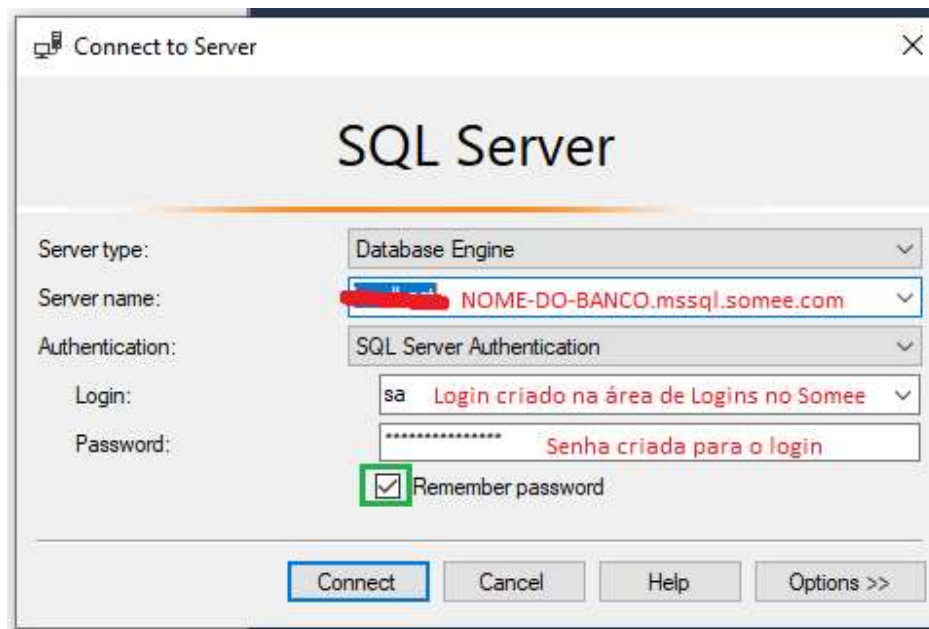 Connect to Server
SQL Server
Server type: Database Engine
Server name: NOME-DO-BANCO.mssql.somee.com
Authentication: SQL Server Authentication
Login: sa Login criado na área de Logins no Somee
Password: *************** Senha criada para o login
Remember password
Connect Cancel Help Options >>